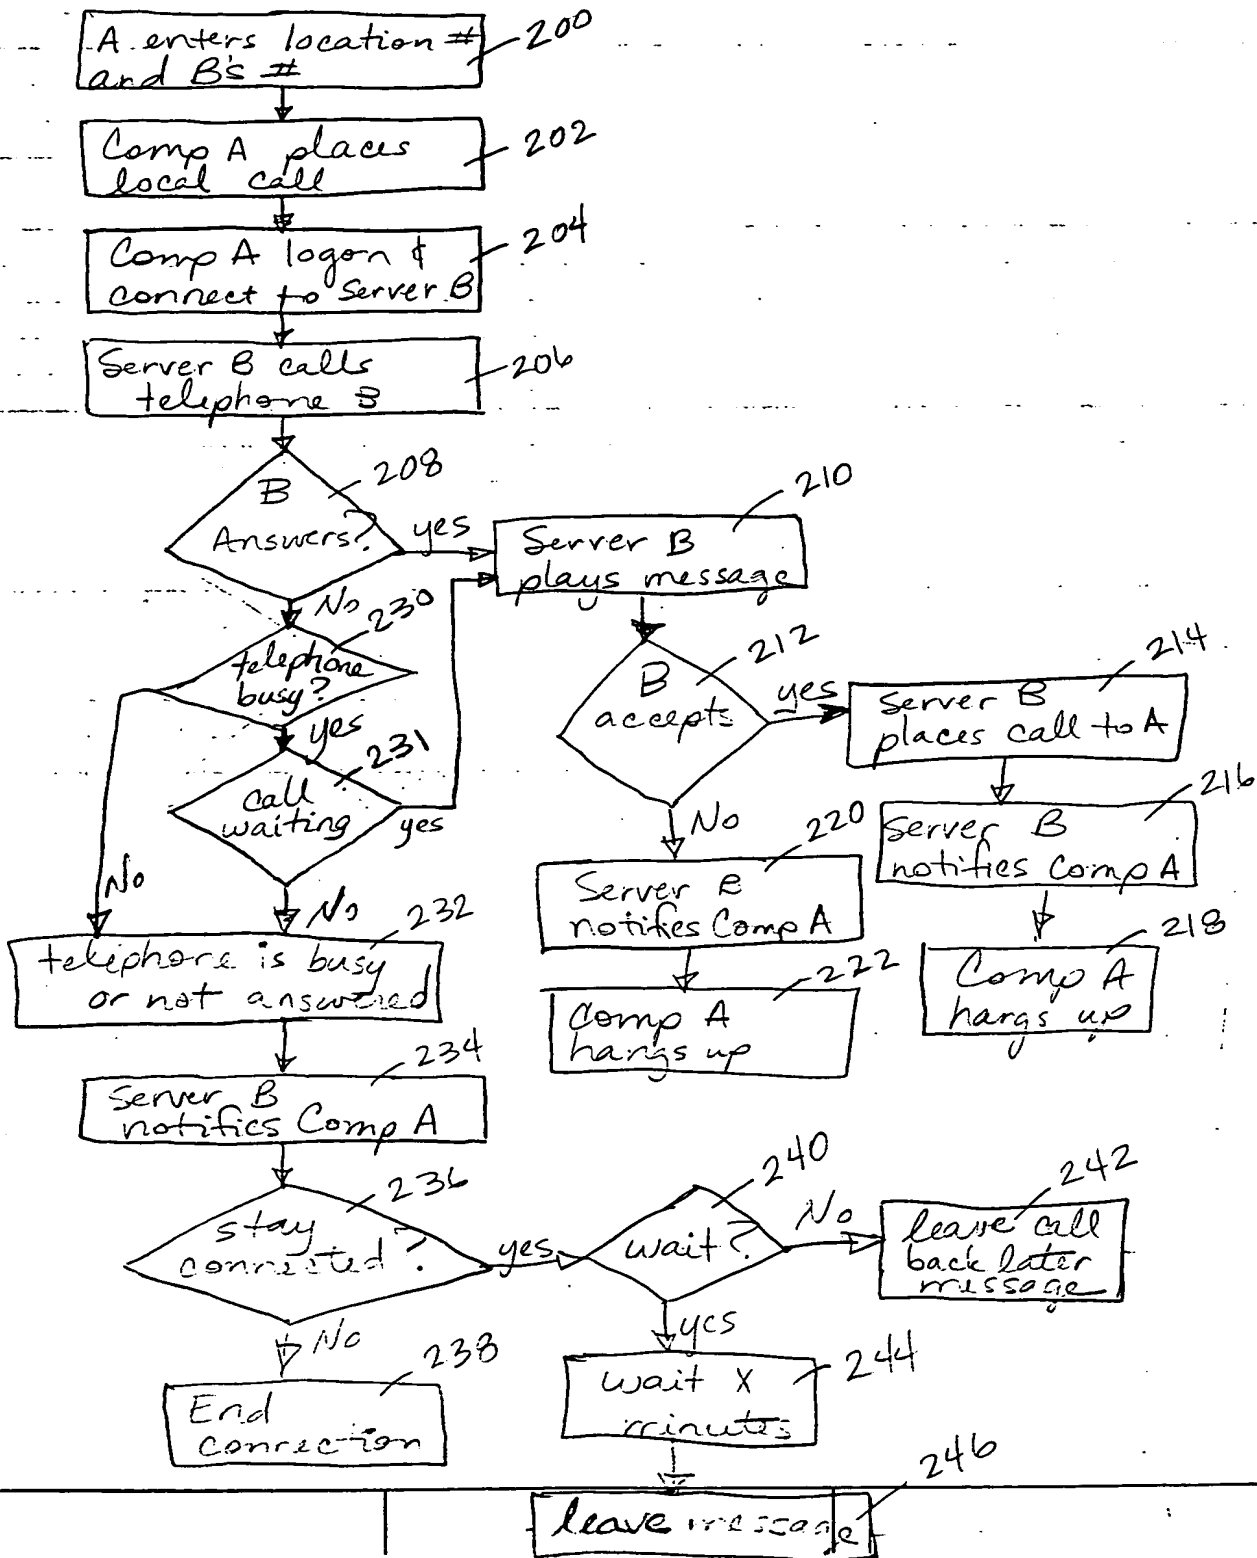 A enters location #
and B's #
200
Comp A places
local call
202
Comp A logon &
connect to Server B
204
Server B calls
telephone B
206
B
Answers?
208
yes
Server B
plays message
210
No
telephone
busy?
230
yes
B
accepts
212
yes
Server B
places call to A
214
call
waiting
231
yes
Server B
notifies Comp A
216
No
No
No
Server B
notifies Comp A
220
Comp A
hangs up
218
telephone is busy
or not answered
232
Comp A
hangs up
222
Server B
notifies Comp A
234
stay
connected?
236
yes
wait?
240
No
leave call
back later
message
242
No
yes
End
connection
238
wait X
minutes
244
leave message
246